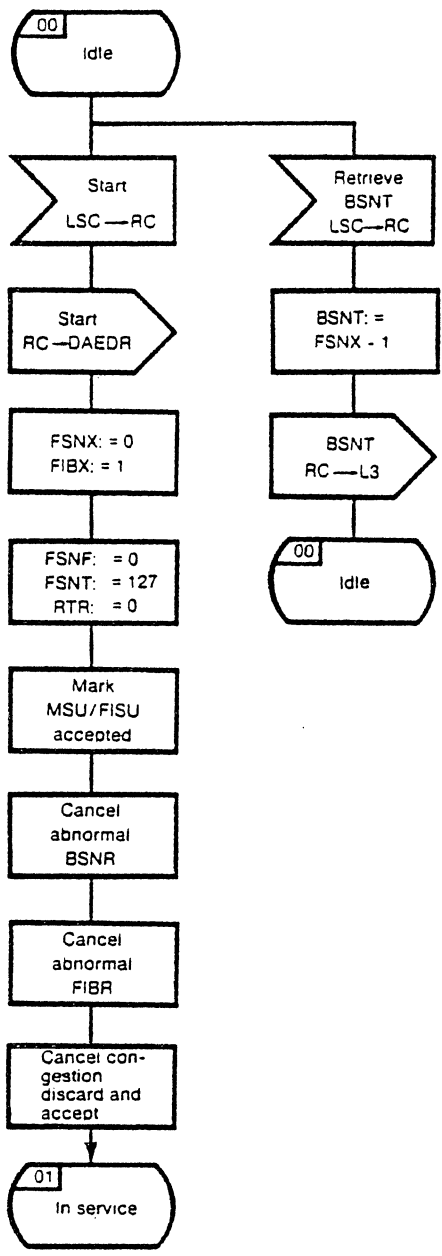 00
Idle
Start
LSC→RC
Start
RC→DAEDR
FSNX: = 0
FIBX: = 1
FSNF: = 0
FSNT: = 127
RTR: = 0
Mark
MSU/FISU
accepted
Cancel
abnormal
BSNR
Cancel
abnormal
FIBR
Cancel con-
gestion
discard and
accept
01
In service
Retrieve
BSNT
LSC→RC
BSNT: =
FSNX - 1
BSNT
RC→L3
00
Idle